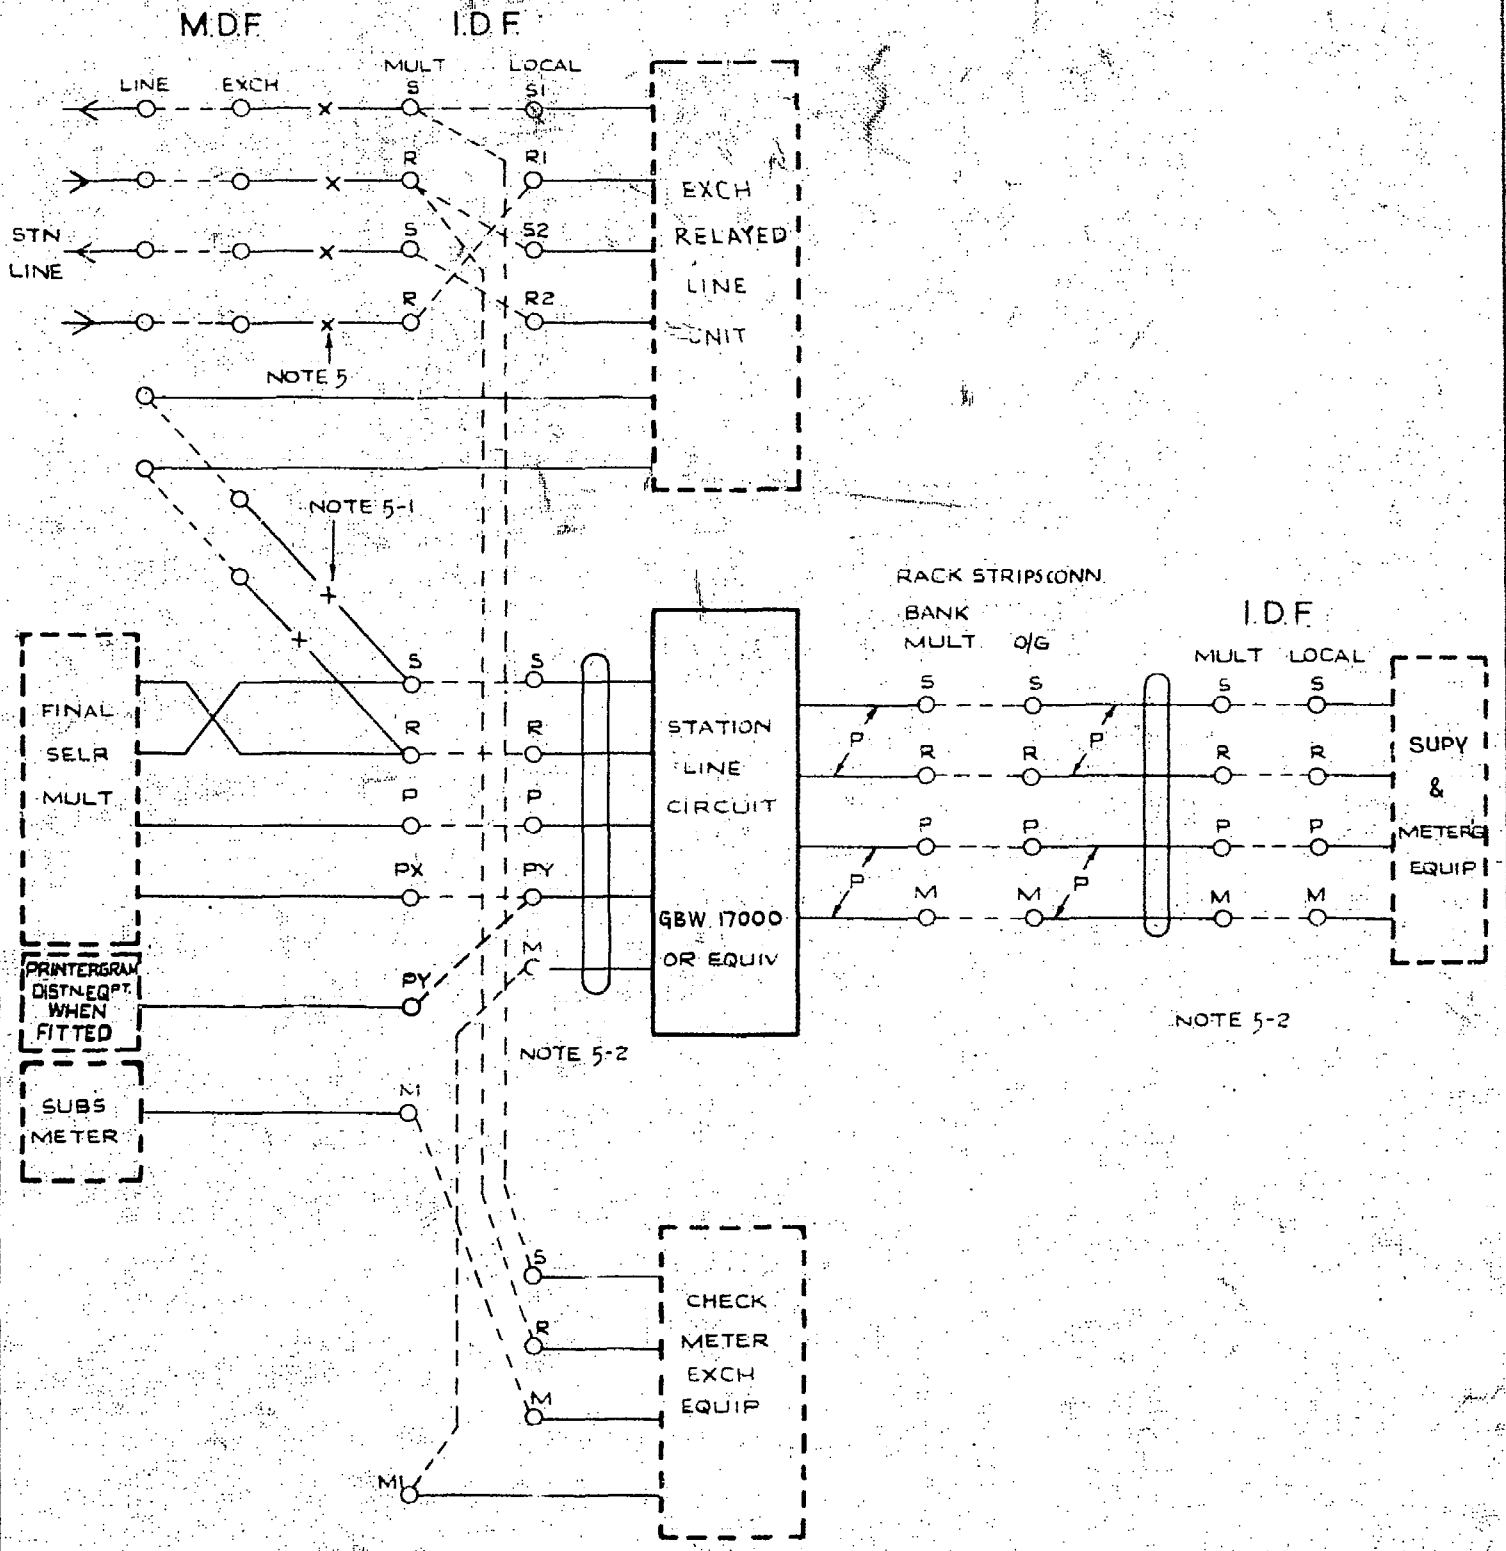 M.D.F. I.D.F.
MULT LOCAL
LINE EXCH S S1
R R1
STN
LINE
S S2
R R2
EXCH
RELAYED
LINE
UNIT
NOTE 5
NOTE 5-1
RACK STRIPS CONN.
BANK
MULT O/G
I.D.F.
MULT LOCAL
FINAL
SELR
MULT
S S
R R
P P
PX PY
M
PY
STATION
LINE
CIRCUIT
GBW 17000
OR EQUIV
S S S S
P P
R R R R
P P P P
P P
M M M M
SUPY
&
METERG
EQUIP
NOTE 5-2
PRINTERGRAM
DISTN.EQPT.
WHEN
FITTED
NOTE 5-2
SUBS
METER
M
S
R
M
M1
CHECK
METER
EXCH
EQUIP